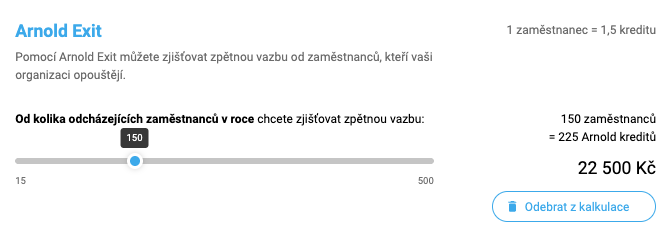 Arnold Exit
1 zaměstnanec = 1,5 kreditu
Pomocí Arnold Exit můžete zjišťovat zpětnou vazbu od zaměstnanců, kteří vaši
organizaci opouštějí.
Od kolika odcházejících zaměstnanců v roce chcete zjišťovat zpětnou vazbu:
150
15
500
150 zaměstnanců
= 225 Arnold kreditů
22 500 Kč
Odebrat z kalkulace